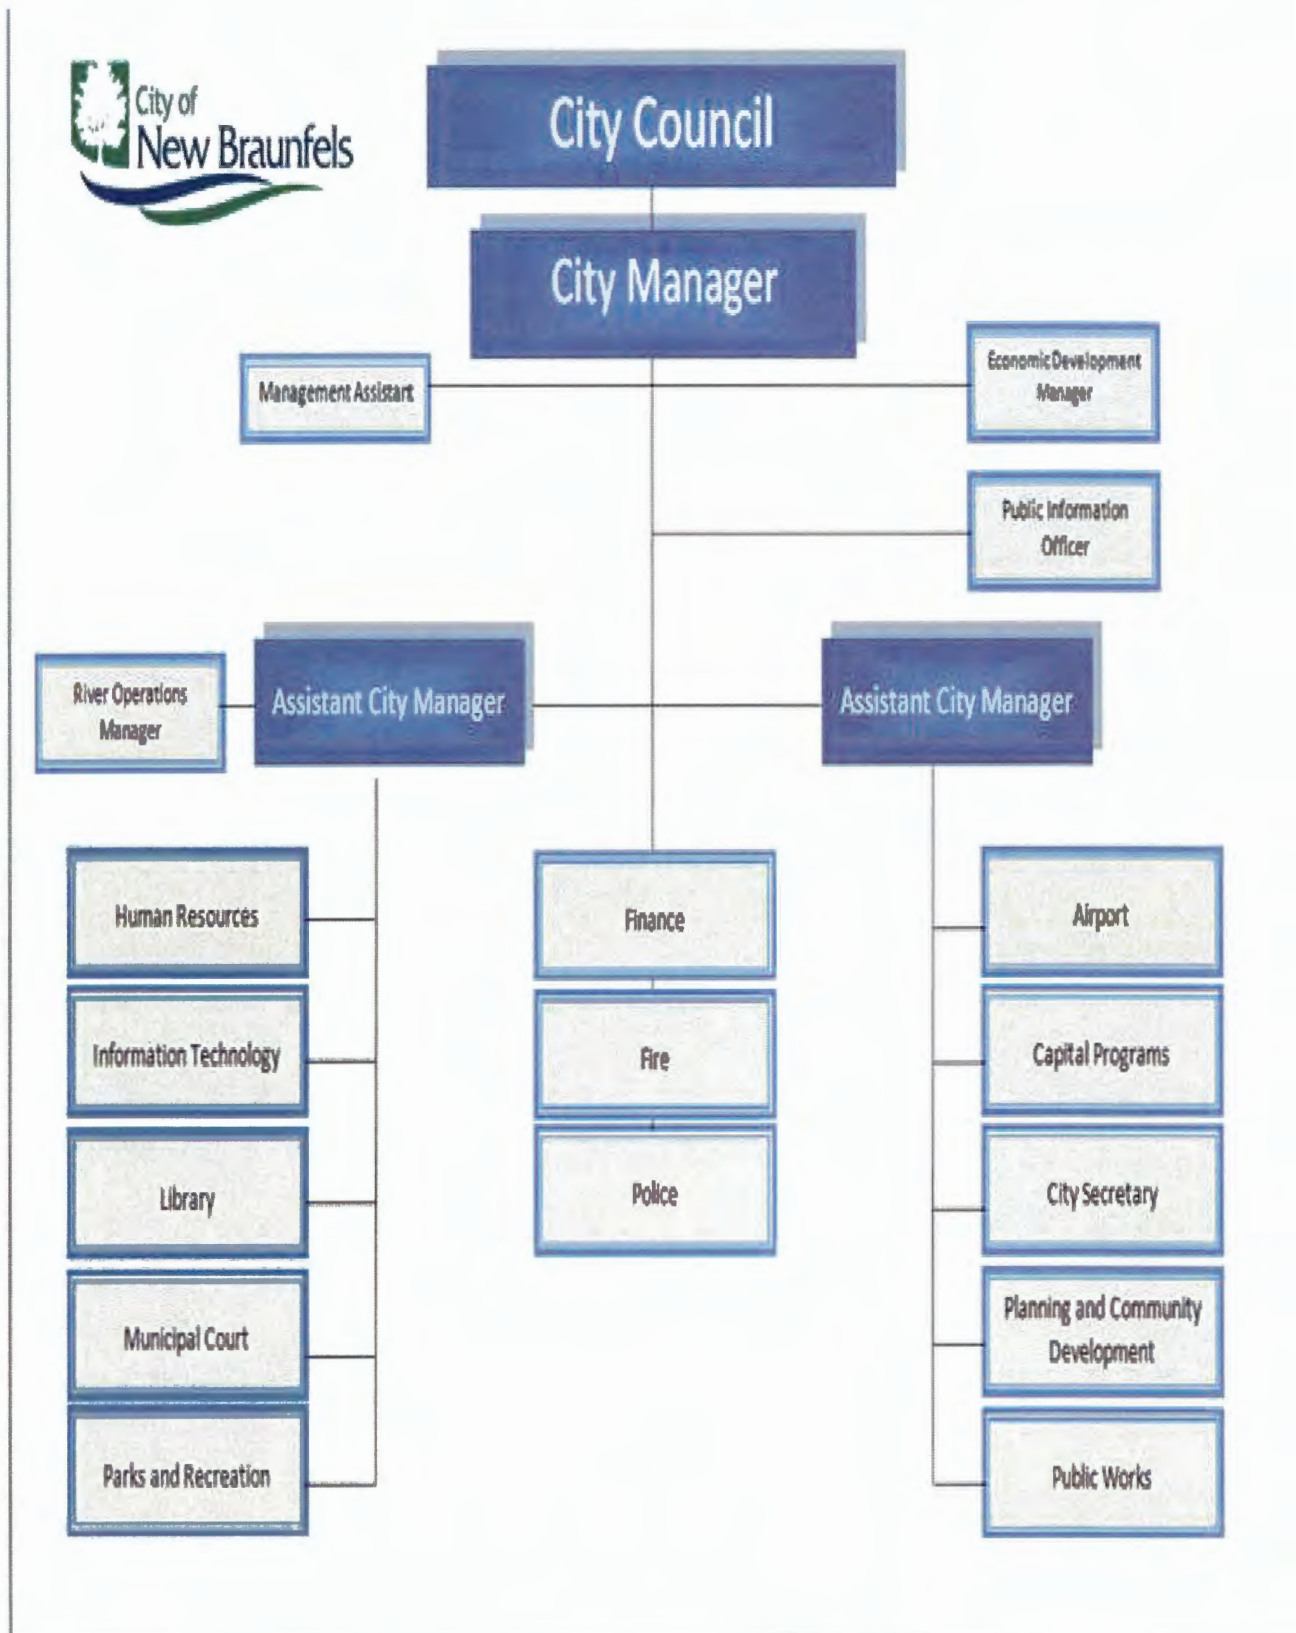 City of
New Braunfels
City Council
City Manager
Management Assistart
Economic Development
Manager
Public Information
Officer
River Operations
Manager
Assistant City Manager
Assistant City Manager
Human Resources
Information Technology
Library
Municipal Court
Parks and Recreation
Finance
Fire
Police
Airport
Capital Programs
City Secretary
Planning and Community
Development
Public Works